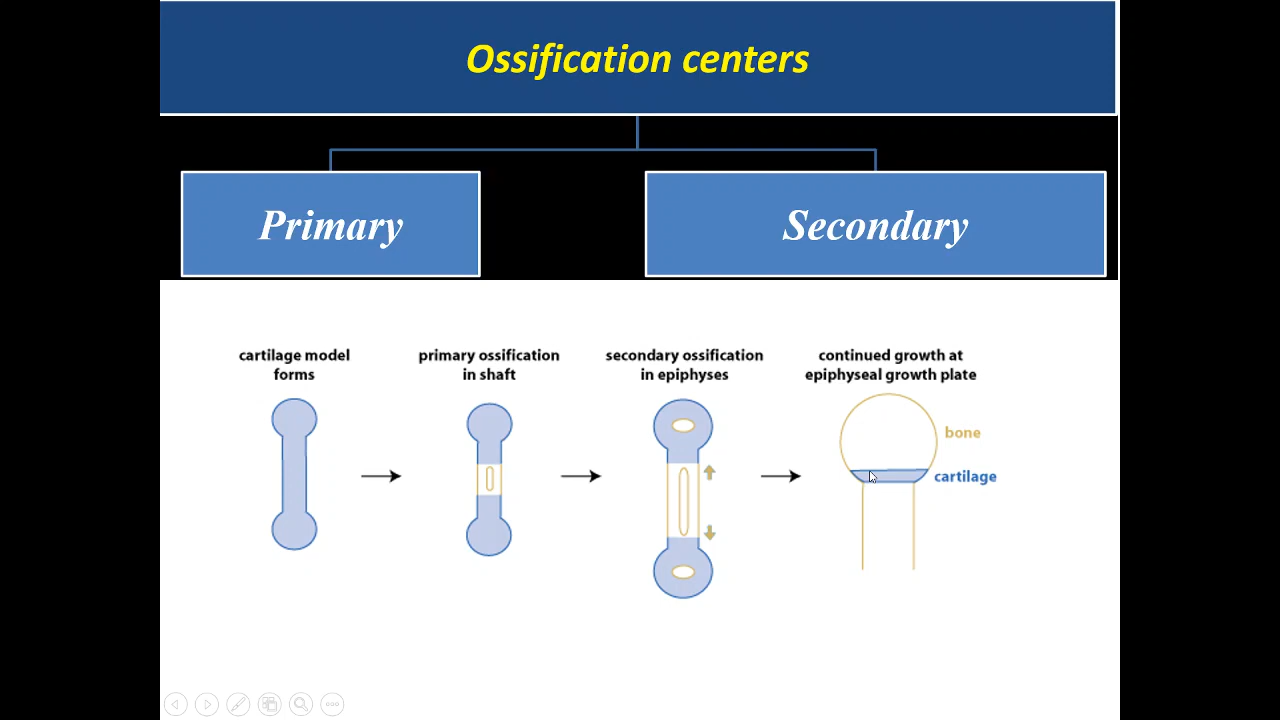 Ossification centers
Primary
Secondary
cartilage model
forms
primary ossification
in shaft
secondary ossification
in epiphyses
continued growth at
epiphyseal growth plate
bone
cartilage